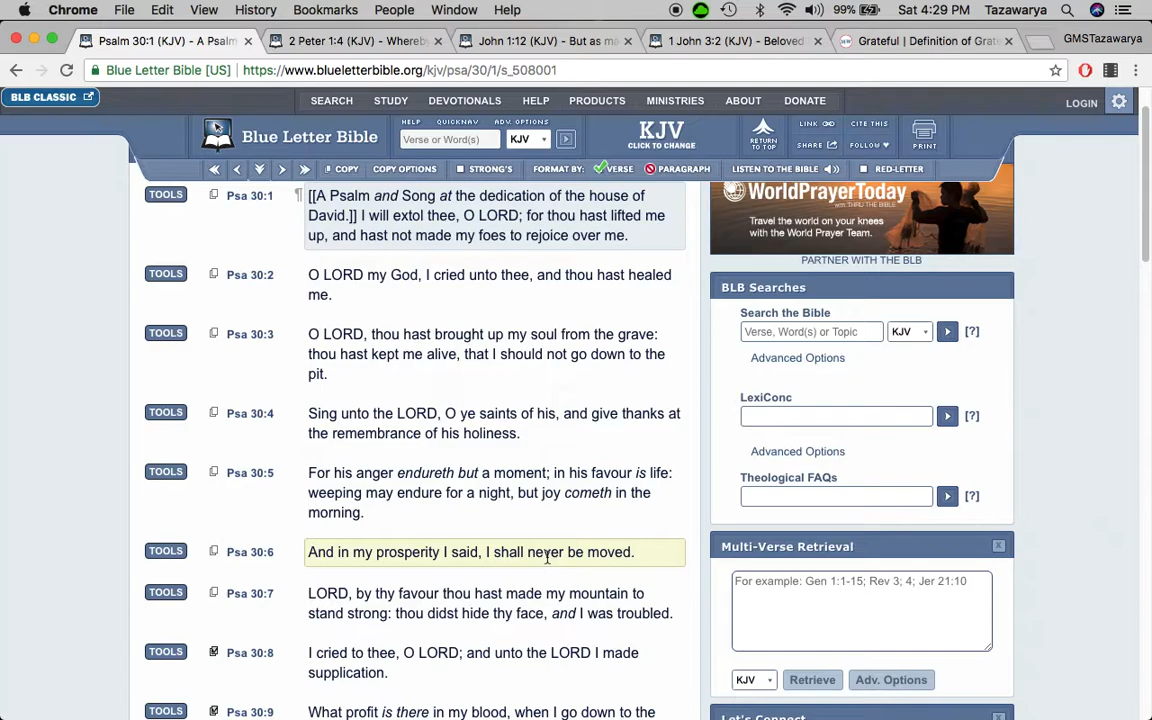 Chrome File Edit View History Bookmarks People Window Help 99% Sat 4:29 PM Tazawarya
Psalm 30:1 (KJV) - A Psalm
2 Peter 1:4 (KJV) - Whereby
John 1:12 (KJV) - But as ma
1 John 3:2 (KJV) - Beloved
Grateful | Definition of Grate
GMSTazawarya
Blue Letter Bible [US] https://www.blueletterbible.org/kjv/psa/30/1/s_508001
BLB CLASSIC
SEARCH STUDY DEVOTIONALS HELP PRODUCTS MINISTRIES ABOUT DONATE
LOGIN
Blue Letter Bible
HELP QUICKNAV ADV. OPTIONS
Verse or Word(s) KJV
KJV
CLICK TO CHANGE
RETURN TO TOP
LINK CITE THIS
SHARE FOLLOW
PRINT
COPY COPY OPTIONS STRONG'S FORMAT BY: VERSE PARAGRAPH LISTEN TO THE BIBLE RED-LETTER
TOOLS Psa 30:1 ¶ [[A Psalm and Song at the dedication of the house of
David.]] I will extol thee, O LORD; for thou hast lifted me
up, and hast not made my foes to rejoice over me.
TOOLS Psa 30:2 O LORD my God, I cried unto thee, and thou hast healed
me.
TOOLS Psa 30:3 O LORD, thou hast brought up my soul from the grave:
thou hast kept me alive, that I should not go down to the
pit.
TOOLS Psa 30:4 Sing unto the LORD, O ye saints of his, and give thanks at
the remembrance of his holiness.
TOOLS Psa 30:5 For his anger endureth but a moment; in his favour is life:
weeping may endure for a night, but joy cometh in the
morning.
TOOLS Psa 30:6 And in my prosperity I said, I shall never be moved.
TOOLS Psa 30:7 LORD, by thy favour thou hast made my mountain to
stand strong: thou didst hide thy face, and I was troubled.
TOOLS Psa 30:8 I cried to thee, O LORD; and unto the LORD I made
supplication.
TOOLS Psa 30:9 What profit is there in my blood, when I go down to the
WorldPrayerToday
Travel the world on your knees
with the World Prayer Team.
PARTNER WITH THE BLB
BLB Searches
Search the Bible
Verse, Word(s) or Topic KJV [?]
Advanced Options
LexiConc
[?]
Advanced Options
Theological FAQs
[?]
Multi-Verse Retrieval
For example: Gen 1:1-15; Rev 3; 4; Jer 21:10
KJV Retrieve Adv. Options
Let's Connect